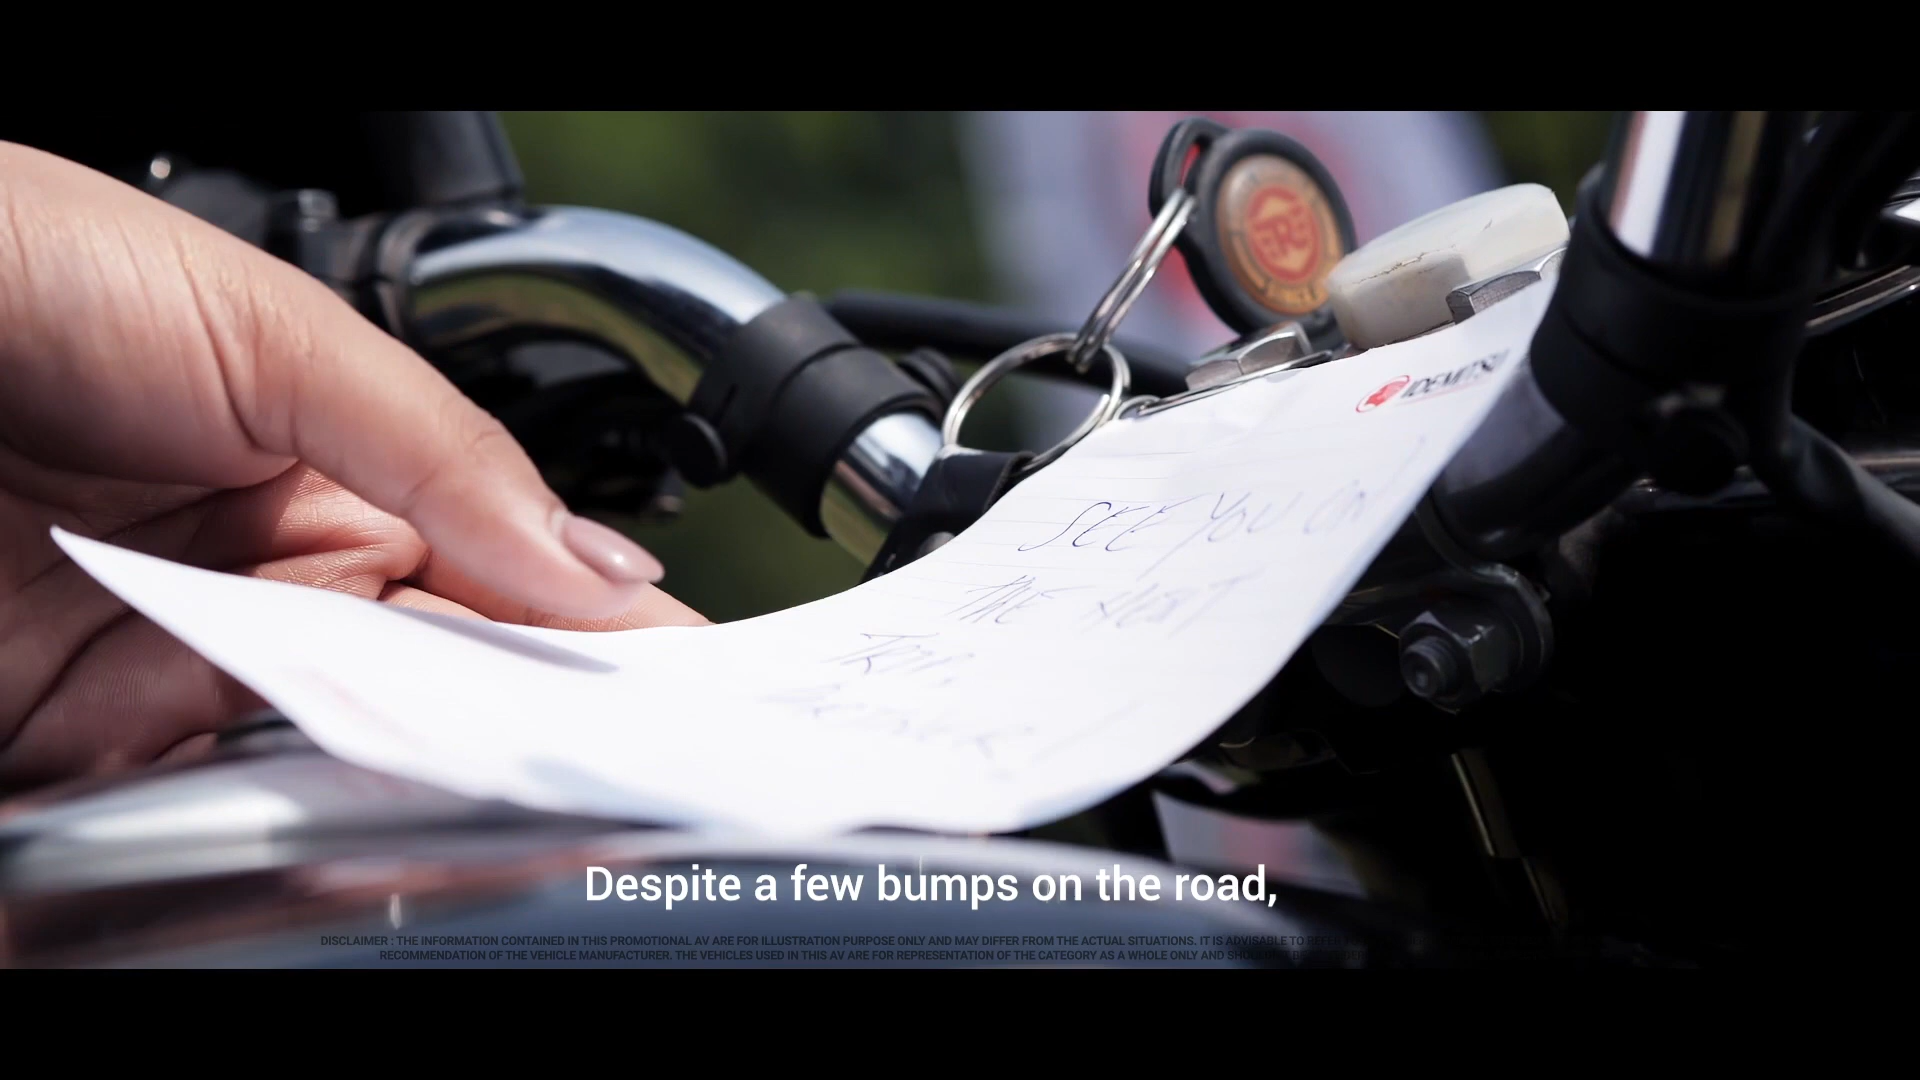 RE
IDEMITSU
SEE YOU ON
THE NEXT
TRIP,
Despite a few bumps on the road,
DISCLAIMER : THE INFORMATION CONTAINED IN THIS PROMOTIONAL AV ARE FOR ILLUSTRATION PURPOSE ONLY AND MAY DIFFER FROM THE ACTUAL SITUATIONS. IT IS ADVISABLE TO REFER
RECOMMENDATION OF THE VEHICLE MANUFACTURER. THE VEHICLES USED IN THIS AV ARE FOR REPRESENTATION OF THE CATEGORY AS A WHOLE ONLY AND SHOULD